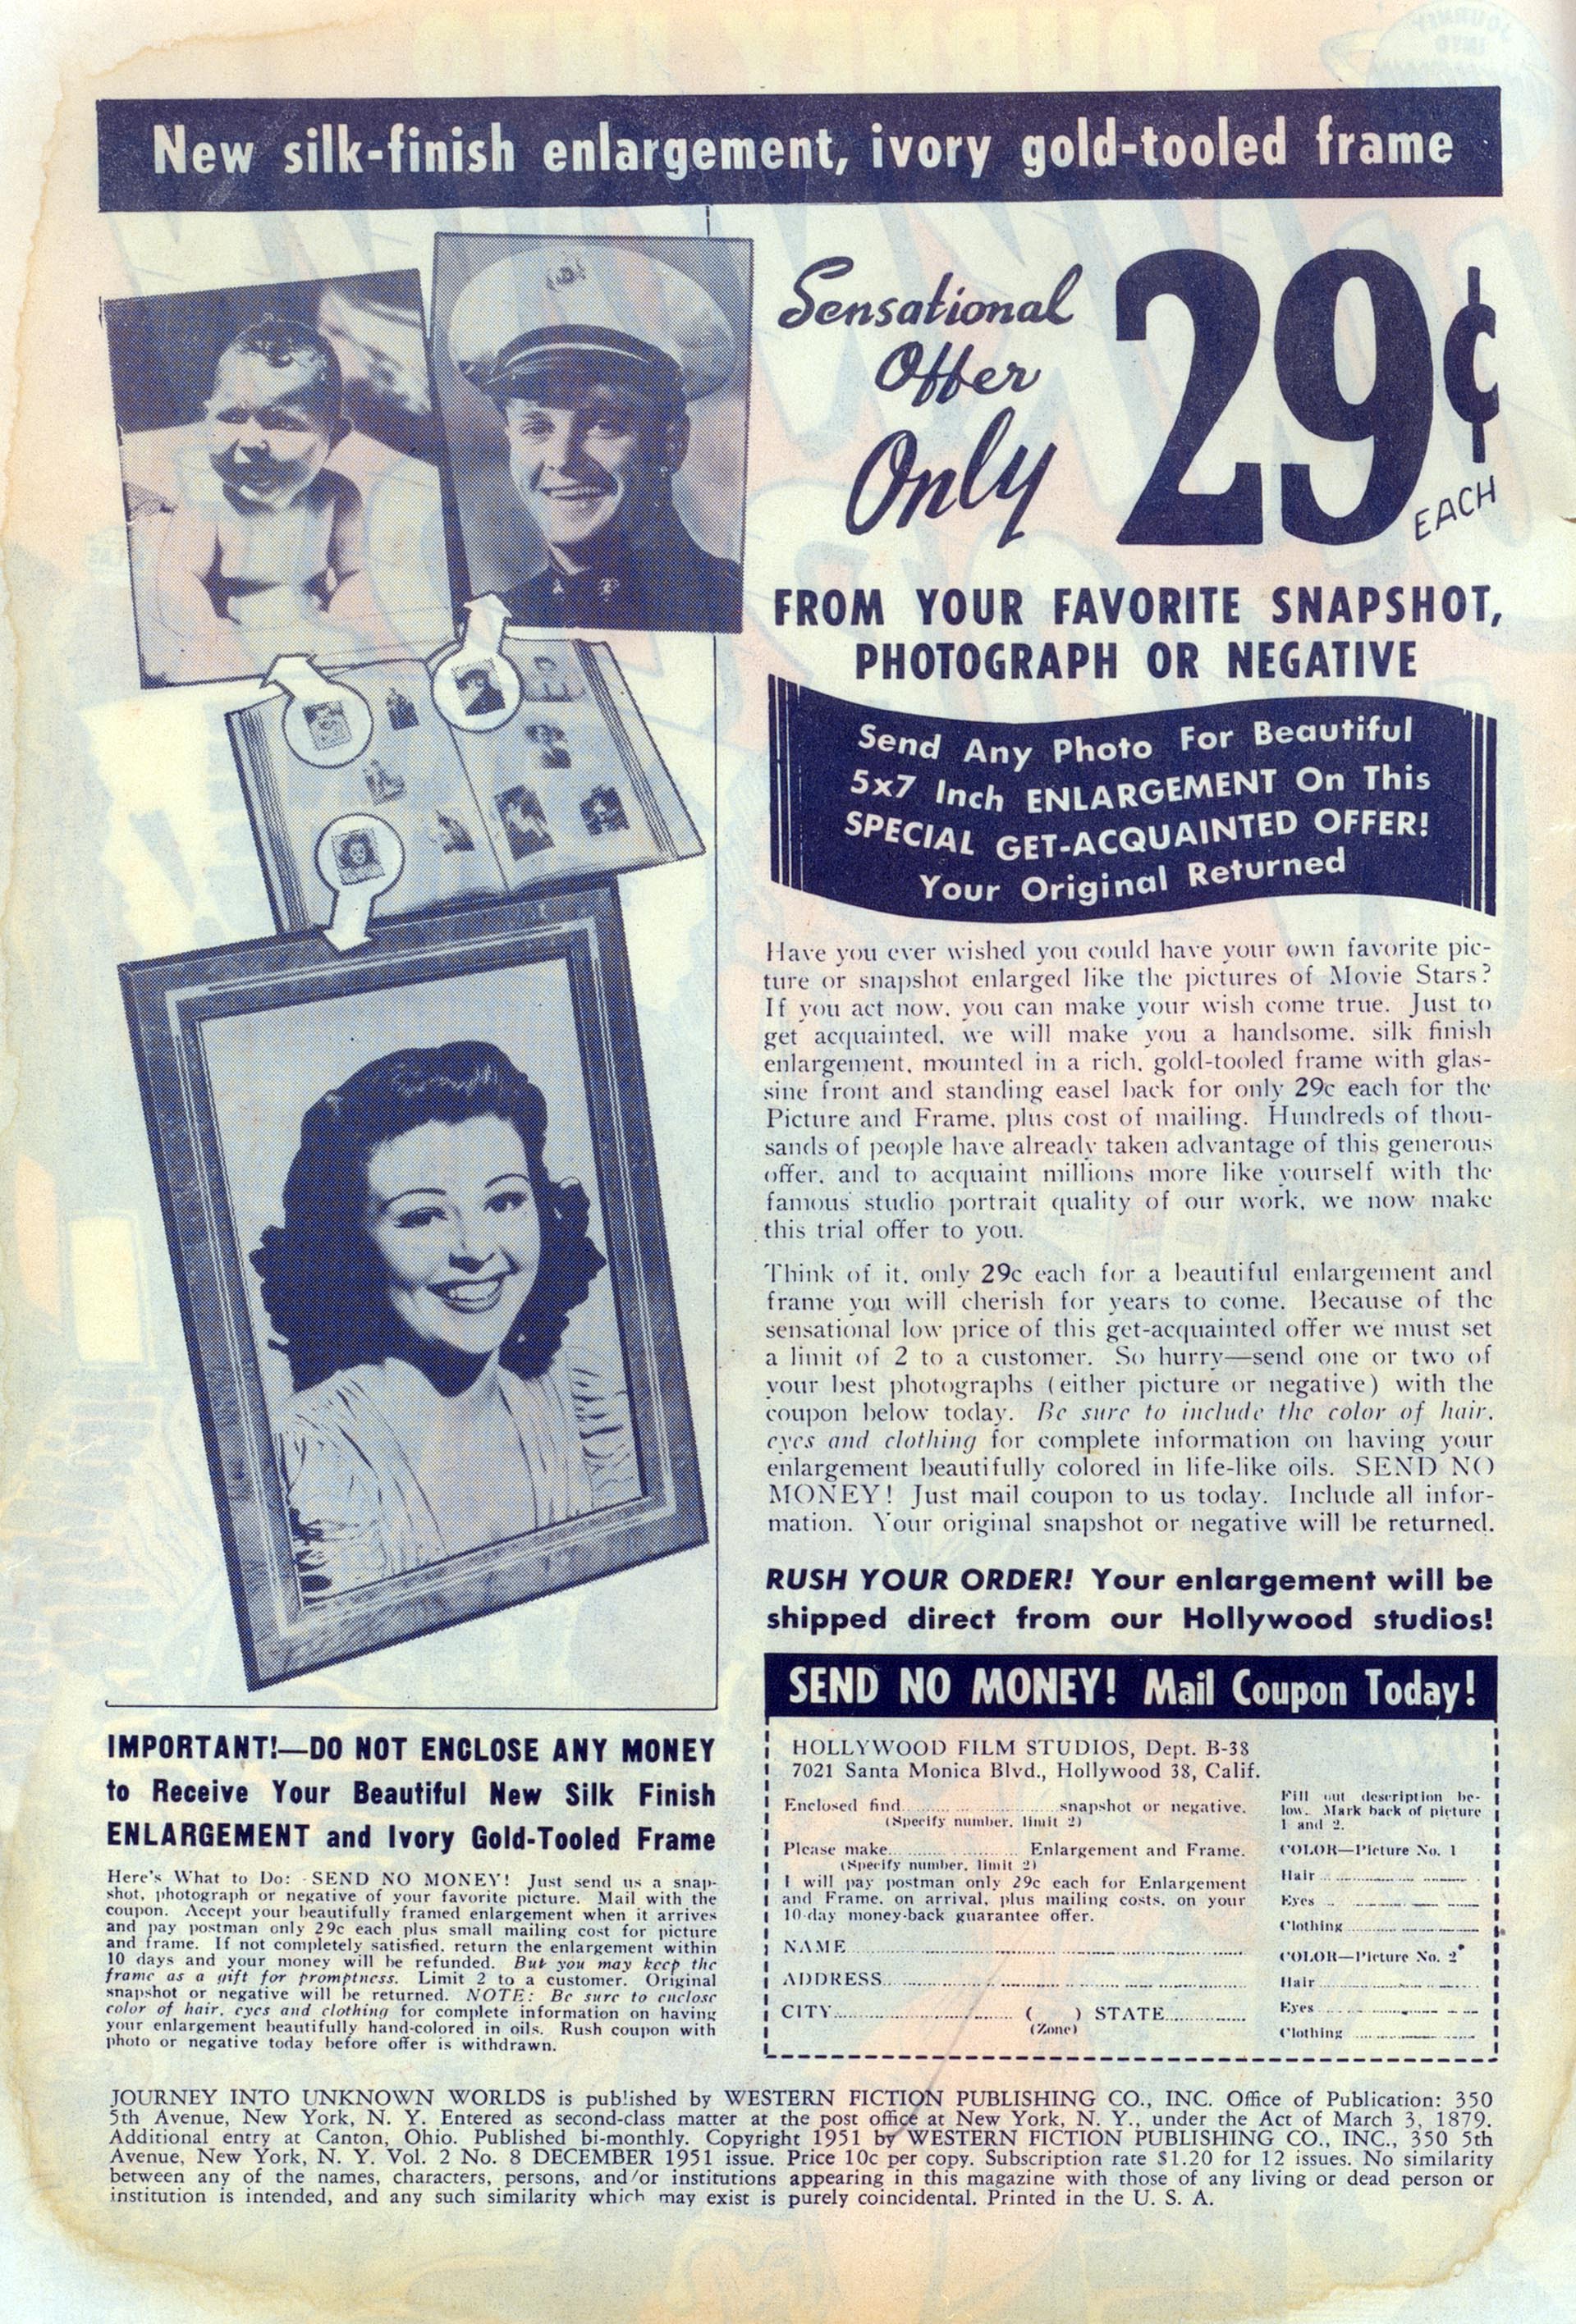 New silk-finish enlargement, ivory gold-tooled frame
Sensational
Offer
Only
29¢
EACH
FROM YOUR FAVORITE SNAPSHOT,
PHOTOGRAPH OR NEGATIVE
Send Any Photo For Beautiful
5x7 Inch ENLARGEMENT On This
SPECIAL GET-ACQUAINTED OFFER!
Your Original Returned
Have you ever wished you could have your own favorite pic-
ture or snapshot enlarged like the pictures of Movie Stars?
If you act now, you can make your wish come true. Just to
get acquainted, we will make you a handsome, silk finish
enlargement, mounted in a rich, gold-tooled frame with glas-
sine front and standing easel back for only 29c each for the
Picture and Frame, plus cost of mailing. Hundreds of thou-
sands of people have already taken advantage of this generous
offer, and to acquaint millions more like yourself with the
famous studio portrait quality of our work, we now make
this trial offer to you.
Think of it, only 29c each for a beautiful enlargement and
frame you will cherish for years to come. Because of the
sensational low price of this get-acquainted offer we must set
a limit of 2 to a customer. So hurry—send one or two of
your best photographs (either picture or negative) with the
coupon below today. Be sure to include the color of hair,
eyes and clothing for complete information on having your
enlargement beautifully colored in life-like oils. SEND NO
MONEY! Just mail coupon to us today. Include all infor-
mation. Your original snapshot or negative will be returned.
RUSH YOUR ORDER! Your enlargement will be
shipped direct from our Hollywood studios!
IMPORTANT!—DO NOT ENCLOSE ANY MONEY
to Receive Your Beautiful New Silk Finish
ENLARGEMENT and Ivory Gold-Tooled Frame
Here's What to Do: SEND NO MONEY! Just send us a snap-
shot, photograph or negative of your favorite picture. Mail with the
coupon. Accept your beautifully framed enlargement when it arrives
and pay postman only 29c each plus small mailing cost for picture
and frame. If not completely satisfied, return the enlargement within
10 days and your money will be refunded. But you may keep the
frame as a gift for promptness. Limit 2 to a customer. Original
snapshot or negative will be returned. NOTE: Be sure to enclose
color of hair, eyes and clothing for complete information on having
your enlargement beautifully hand-colored in oils. Rush coupon with
photo or negative today before offer is withdrawn.
SEND NO MONEY! Mail Coupon Today!
HOLLYWOOD FILM STUDIOS, Dept. B-38
7021 Santa Monica Blvd., Hollywood 38, Calif.
Enclosed find..............................snapshot or negative.
(Specify number, limit 2)
Please make......................... Enlargement and Frame.
(Specify number, limit 2)
I will pay postman only 29c each for Enlargement
and Frame, on arrival, plus mailing costs, on your
10-day money-back guarantee offer.
NAME..............................
ADDRESS..............................
CITY.............................. ( ) STATE...............
(Zone)
Fill out description be-
low. Mark back of picture
1 and 2.
COLOR—Picture No. 1
Hair ..............................
Eyes ..............................
Clothing ..............................
COLOR—Picture No. 2
Hair ..............................
Eyes ..............................
Clothing ..............................
JOURNEY INTO UNKNOWN WORLDS is published by WESTERN FICTION PUBLISHING CO., INC. Office of Publication: 350
5th Avenue, New York, N. Y. Entered as second-class matter at the post office at New York, N. Y., under the Act of March 3, 1879.
Additional entry at Canton, Ohio. Published bi-monthly. Copyright 1951 by WESTERN FICTION PUBLISHING CO., INC., 350 5th
Avenue, New York, N. Y. Vol. 2 No. 8 DECEMBER 1951 issue. Price 10c per copy. Subscription rate $1.20 for 12 issues. No similarity
between any of the names, characters, persons, and/or institutions appearing in this magazine with those of any living or dead person or
institution is intended, and any such similarity which may exist is purely coincidental. Printed in the U. S. A.